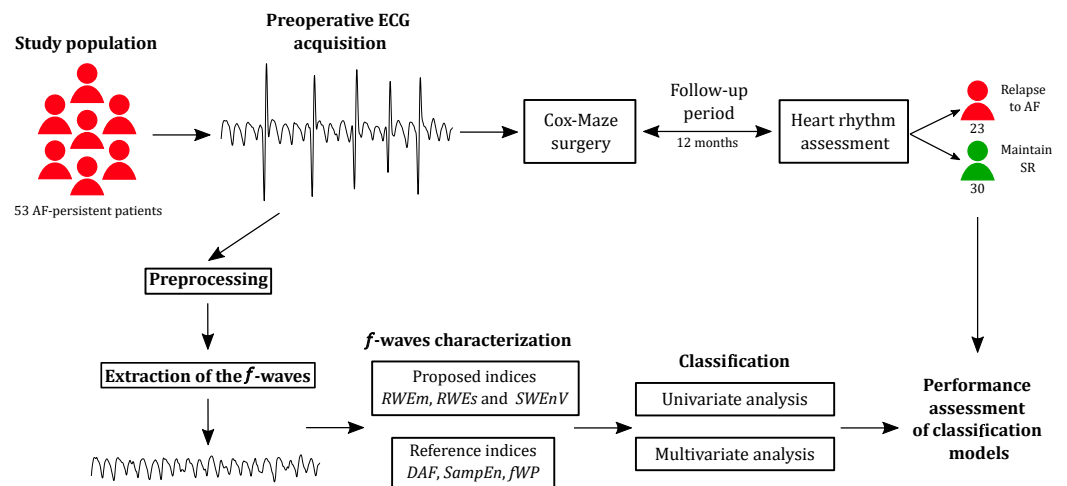 Study population
53 AF-persistent patients
Preoperative ECG
acquisition
Cox-Maze
surgery
Follow-up
period
12 months
Heart rhythm
assessment
Relapse
to AF
23
Maintain
SR
30
Preprocessing
Extraction of the f-waves
f-waves characterization
Proposed indices
RWEm, RWEs and SWEnV
Reference indices
DAF, SampEn, fWP
Classification
Univariate analysis
Multivariate analysis
Performance
assessment
of classification
models